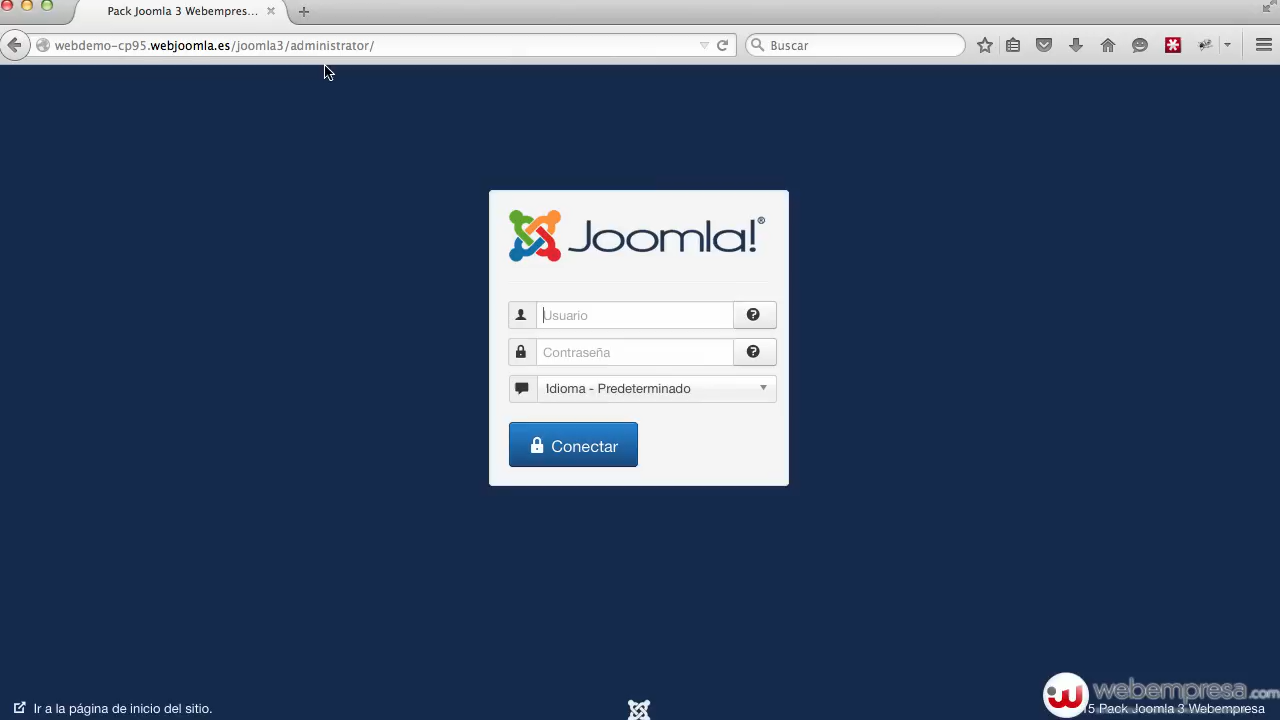 Pack Joomla 3 Webempres...
webdemo-cp95.webjoomla.es/joomla3/administrator/
Buscar
Joomla!®
Usuario
Contraseña
Idioma - Predeterminado
Conectar
webempresa.com
Ir a la página de inicio del sitio.
5 Pack Joomla 3 Webempresa